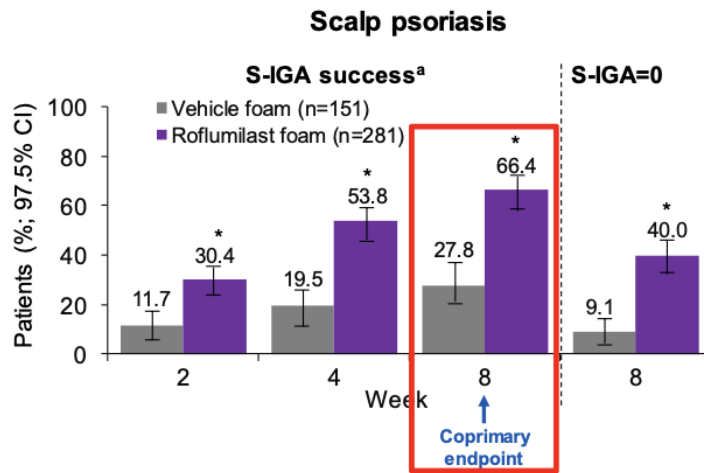 Scalp psoriasis
S-IGA successᵃ
S-IGA=0
Patients (%; 97.5% CI)
100
80
60
40
20
0
Vehicle foam (n=151)
Roflumilast foam (n=281)
11.7
*
30.4
19.5
*
53.8
27.8
*
66.4
9.1
*
40.0
2
4
8
8
Week
Coprimary
endpoint